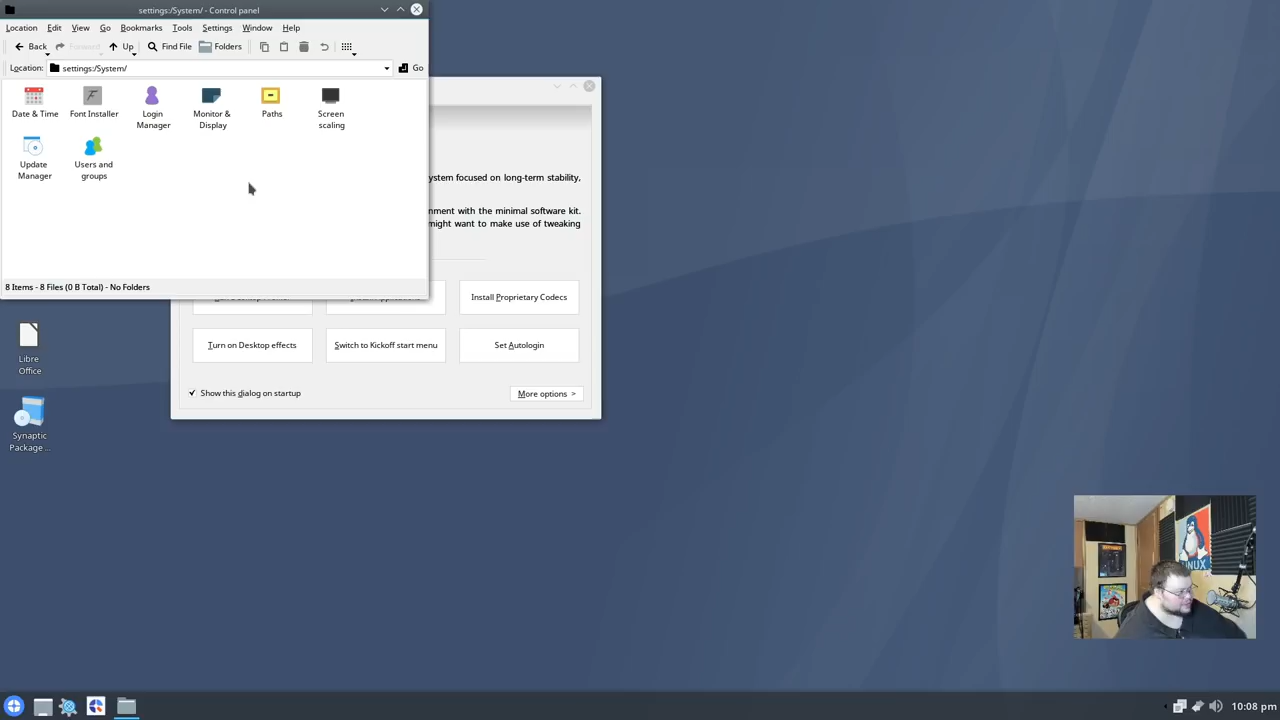 settings:/System/ - Control panel
Location Edit View Go Bookmarks Tools Settings Window Help
Back Forward Up Find File Folders
Location: settings:/System/ Go
Date & Time
Font Installer
Login
Manager
Monitor &
Display
Paths
Screen
scaling
Update
Manager
Users and
groups
8 Items - 8 Files (0 B Total) - No Folders
ystem focused on long-term stability,
nment with the minimal software kit.
might want to make use of tweaking
Install Proprietary Codecs
Turn on Desktop effects
Switch to Kickoff start menu
Set Autologin
Show this dialog on startup
More options >
Libre
Office
Synaptic
Package ...
LINUX
10:08 pm